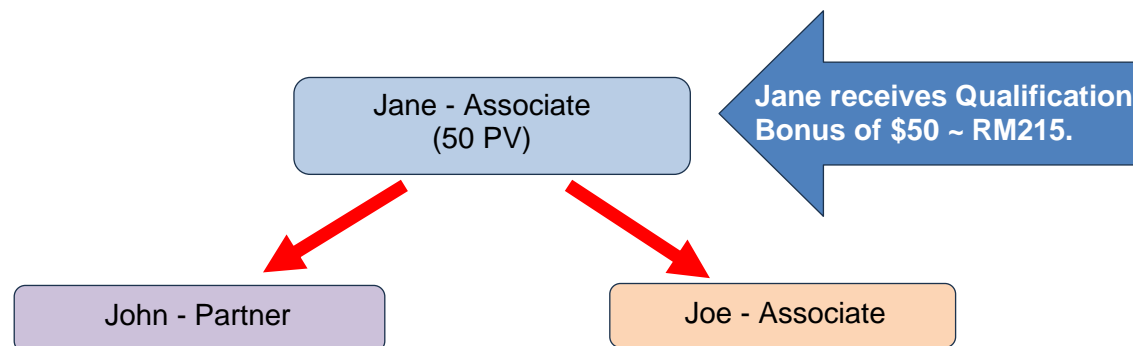 Jane - Associate
(50 PV)
Jane receives Qualification
Bonus of $50 ~ RM215.
John - Partner
Joe - Associate